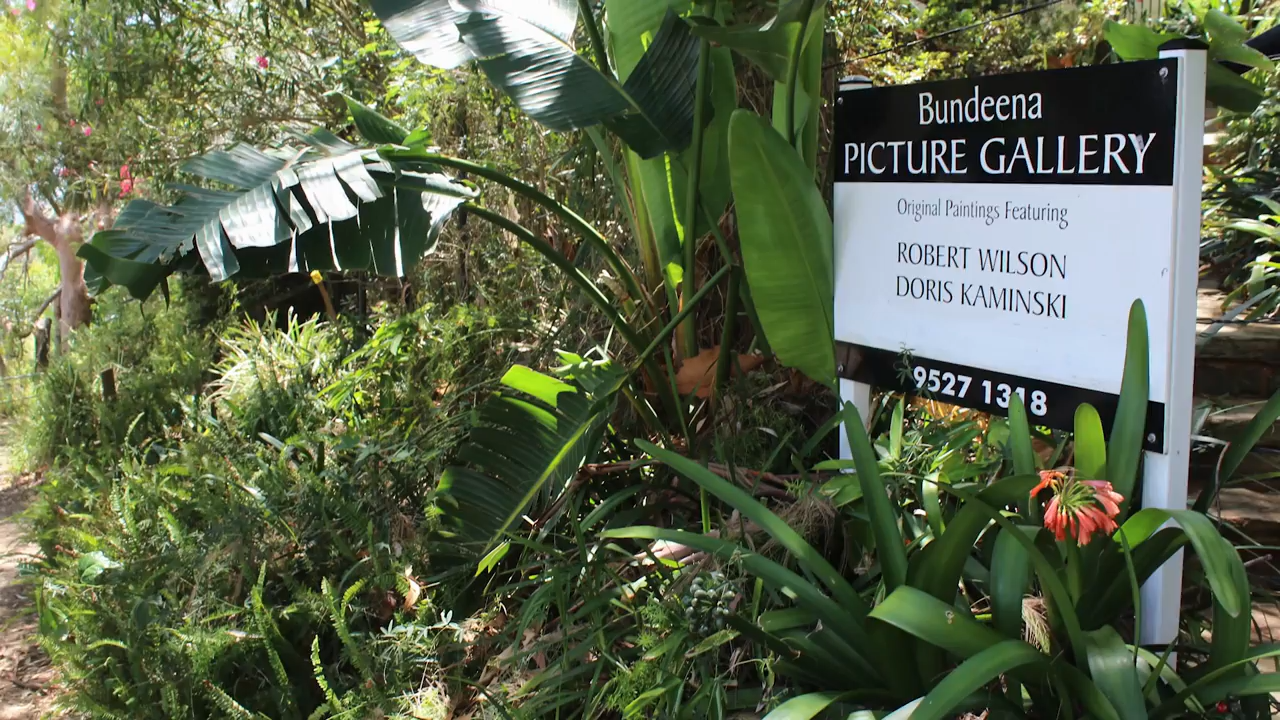 Bundeena
PICTURE GALLERY
Original Paintings Featuring
ROBERT WILSON
DORIS KAMINSKI
9527 1318